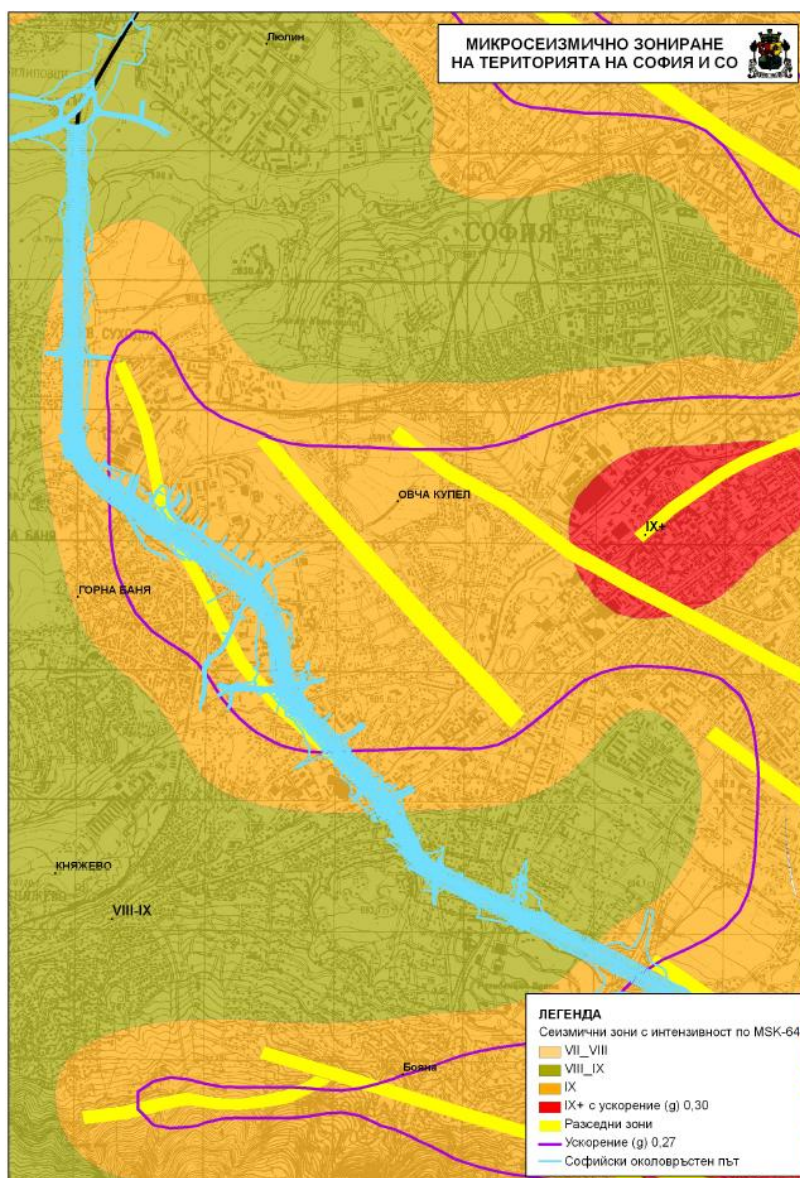 МИКРОСЕИЗМИЧНО ЗОНИРАНЕ
НА ТЕРИТОРИЯТА НА СОФИЯ И СО
Люлин
СОФИЯ
ОВЧА КУПЕЛ
IX+
ГОРНА БАНЯ
КНЯЖЕВО
VIII-IX
Бояна
ЛЕГЕНДА
Сеизмични зони с интензивност по MSK-64
VII_VIII
VIII_IX
IX
IX+ с ускорение (g) 0,30
Разседни зони
Ускорение (g) 0,27
Софийски околовръстен път